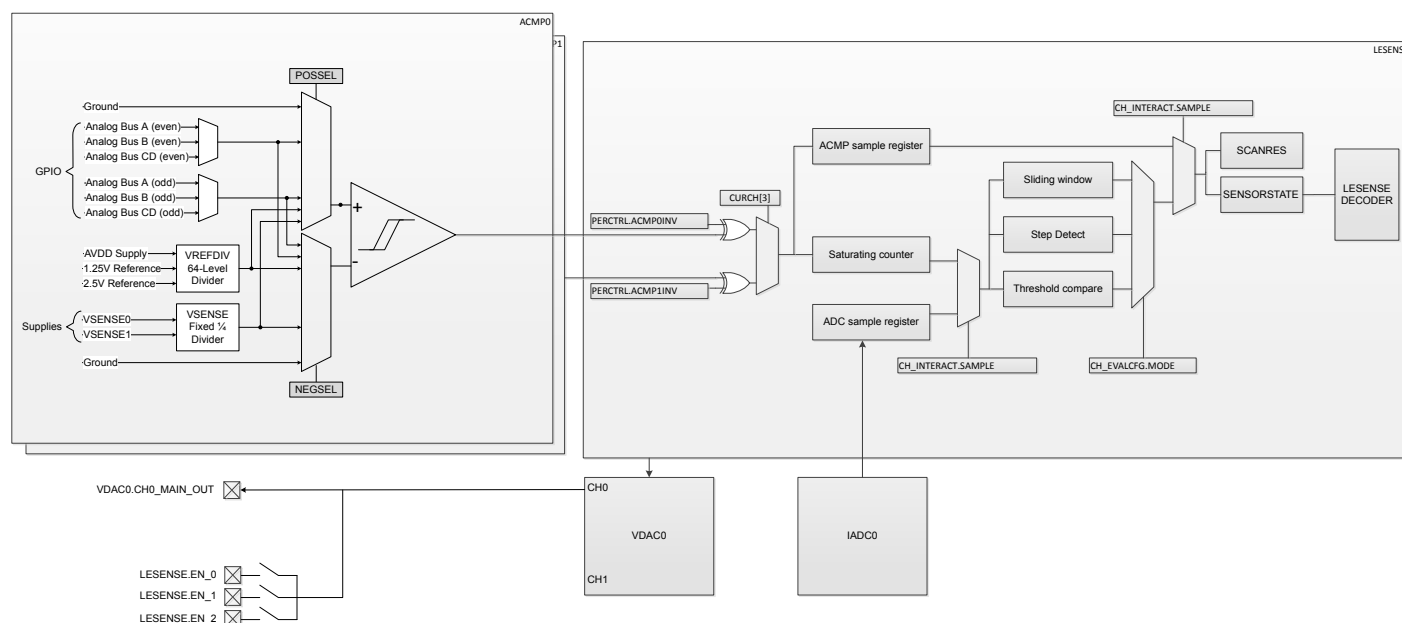 ACMP0
P1
POSSEL
Ground
Analog Bus A (even)
Analog Bus B (even)
Analog Bus CD (even)
GPIO
Analog Bus A (odd)
Analog Bus B (odd)
Analog Bus CD (odd)
AVDD Supply
1.25V Reference
2.5V Reference
VREFDIV
64-Level
Divider
Supplies
VSENSE0
VSENSE1
VSENSE
Fixed ¼
Divider
Ground
NEGSEL
+
-
LESENS
PERCTRL.ACMP0INV
PERCTRL.ACMP1INV
CURCH[3]
ACMP sample register
Saturating counter
ADC sample register
CH_INTERACT.SAMPLE
Sliding window
Step Detect
Threshold compare
CH_EVALCFG.MODE
CH_INTERACT.SAMPLE
SCANRES
SENSORSTATE
LESENSE
DECODER
VDAC0.CH0_MAIN_OUT
CH0
VDAC0
CH1
IADC0
LESENSE.EN_0
LESENSE.EN_1
LESENSE.EN_2